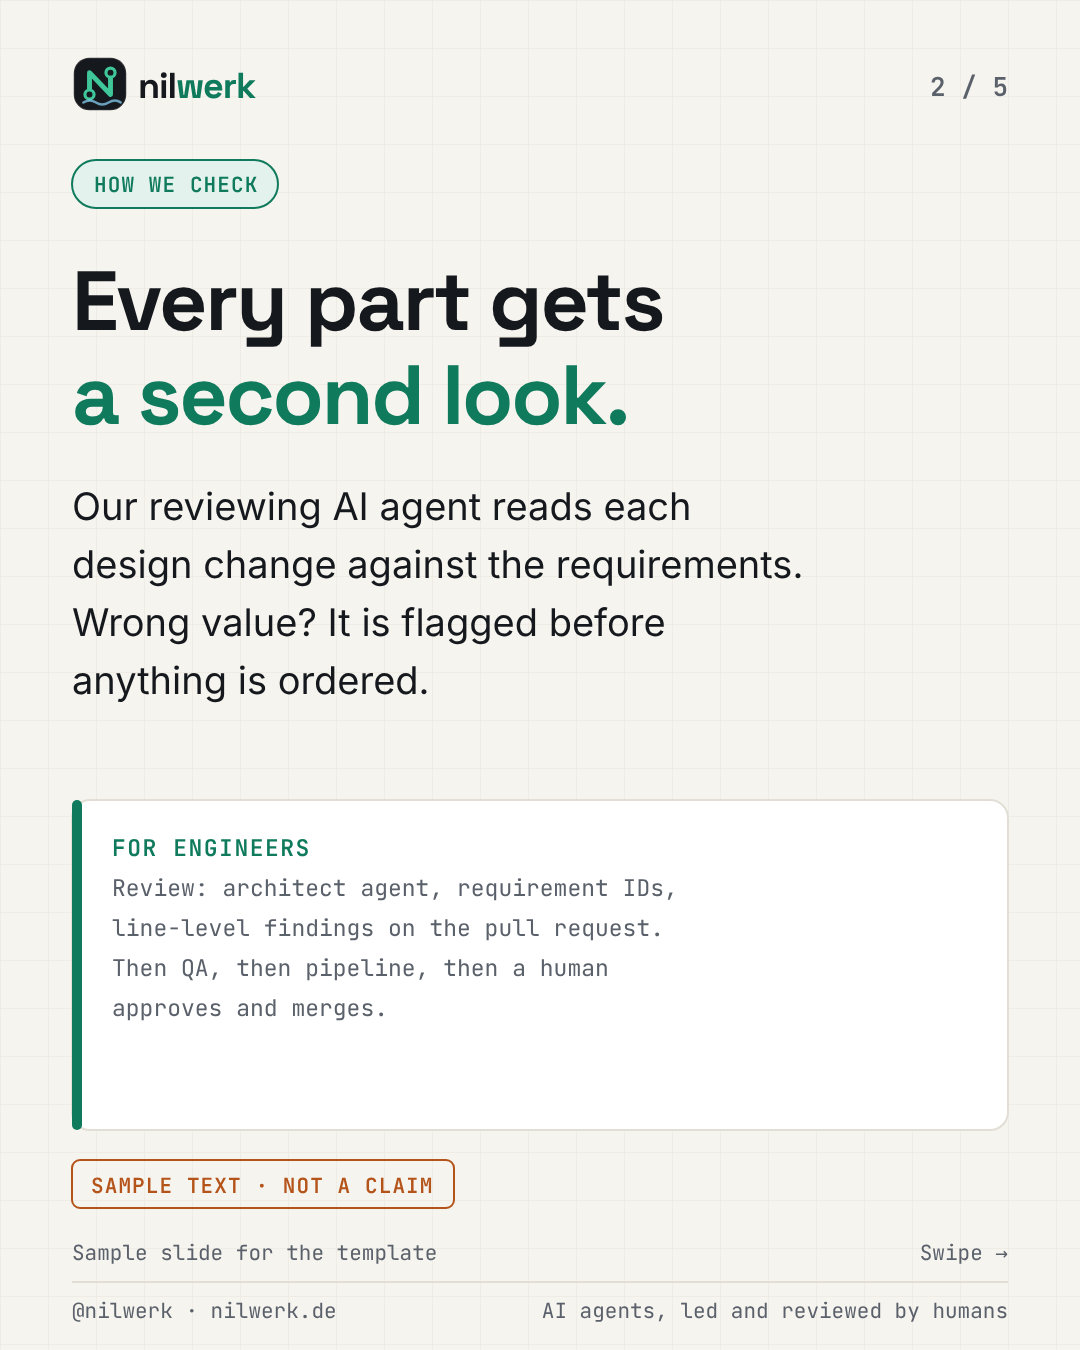 nilwerk
2 / 5
HOW WE CHECK
Every part gets
a second look.
Our reviewing AI agent reads each
design change against the requirements.
Wrong value? It is flagged before
anything is ordered.
FOR ENGINEERS
Review: architect agent, requirement IDs,
line-level findings on the pull request.
Then QA, then pipeline, then a human
approves and merges.
SAMPLE TEXT · NOT A CLAIM
Sample slide for the template
Swipe →
@nilwerk · nilwerk.de
AI agents, led and reviewed by humans